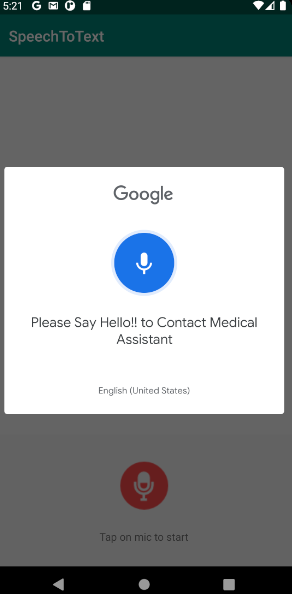 5:21
SpeechToText
Google
Please Say Hello!! to Contact Medical
Assistant
English (United States)
Tap on mic to start